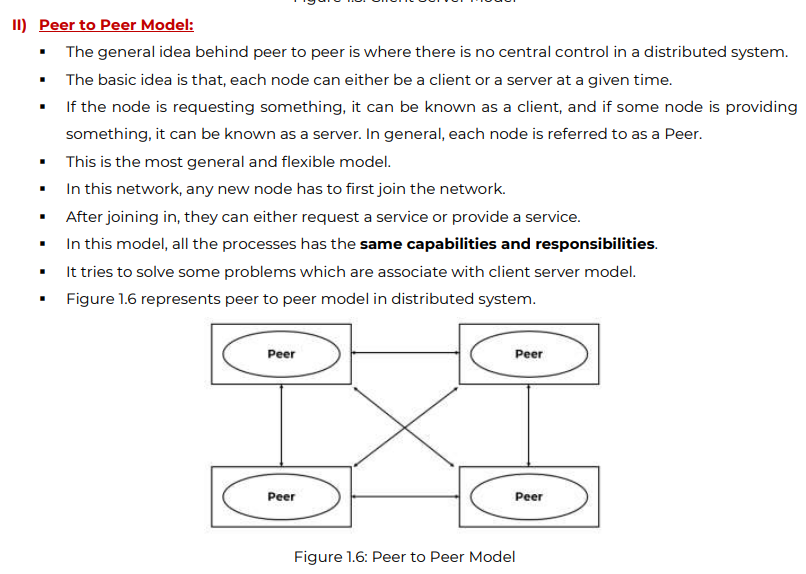 II) Peer to Peer Model:
▪ The general idea behind peer to peer is where there is no central control in a distributed system.
▪ The basic idea is that, each node can either be a client or a server at a given time.
▪ If the node is requesting something, it can be known as a client, and if some node is providing
something, it can be known as a server. In general, each node is referred to as a Peer.
▪ This is the most general and flexible model.
▪ In this network, any new node has to first join the network.
▪ After joining in, they can either request a service or provide a service.
▪ In this model, all the processes has the same capabilities and responsibilities.
▪ It tries to solve some problems which are associate with client server model.
▪ Figure 1.6 represents peer to peer model in distributed system.
Peer
Peer
Peer
Peer
Figure 1.6: Peer to Peer Model